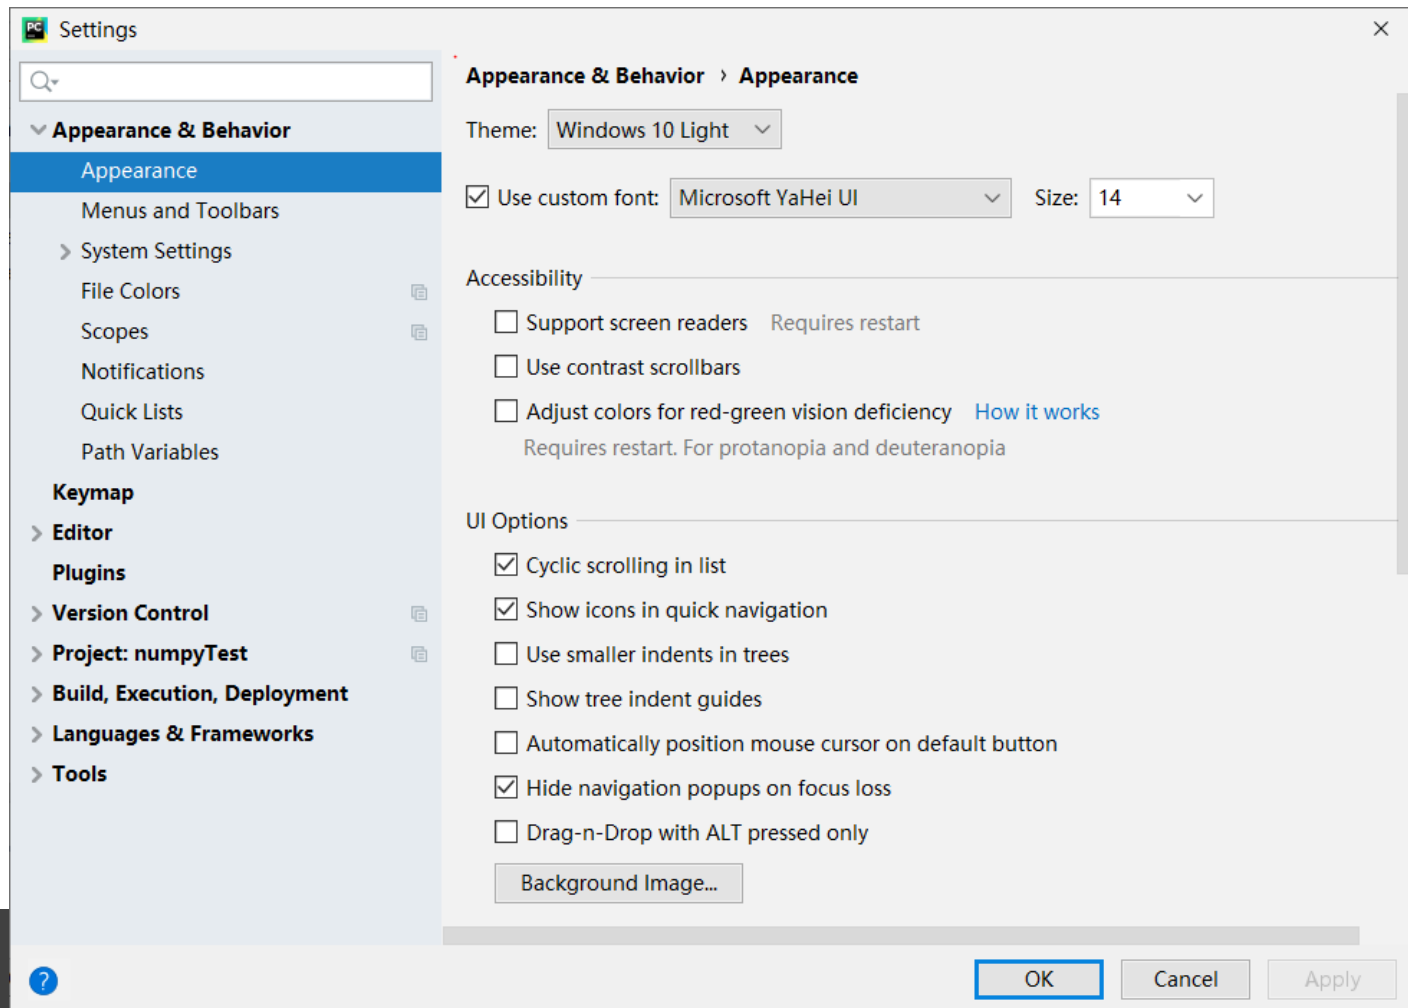 PC Settings
Appearance & Behavior
Appearance
Menus and Toolbars
System Settings
File Colors
Scopes
Notifications
Quick Lists
Path Variables
Keymap
Editor
Plugins
Version Control
Project: numpyTest
Build, Execution, Deployment
Languages & Frameworks
Tools
Appearance & Behavior › Appearance
Theme: Windows 10 Light
Use custom font: Microsoft YaHei UI Size: 14
Accessibility
Support screen readers Requires restart
Use contrast scrollbars
Adjust colors for red-green vision deficiency How it works
Requires restart. For protanopia and deuteranopia
UI Options
Cyclic scrolling in list
Show icons in quick navigation
Use smaller indents in trees
Show tree indent guides
Automatically position mouse cursor on default button
Hide navigation popups on focus loss
Drag-n-Drop with ALT pressed only
Background Image...
? OK Cancel Apply